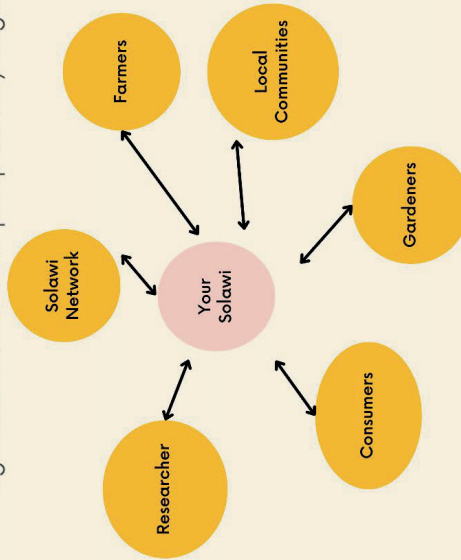 Solawi
Network
Farmers
Researcher
Your
Solawi
Local
Communities
Consumers
Gardeners